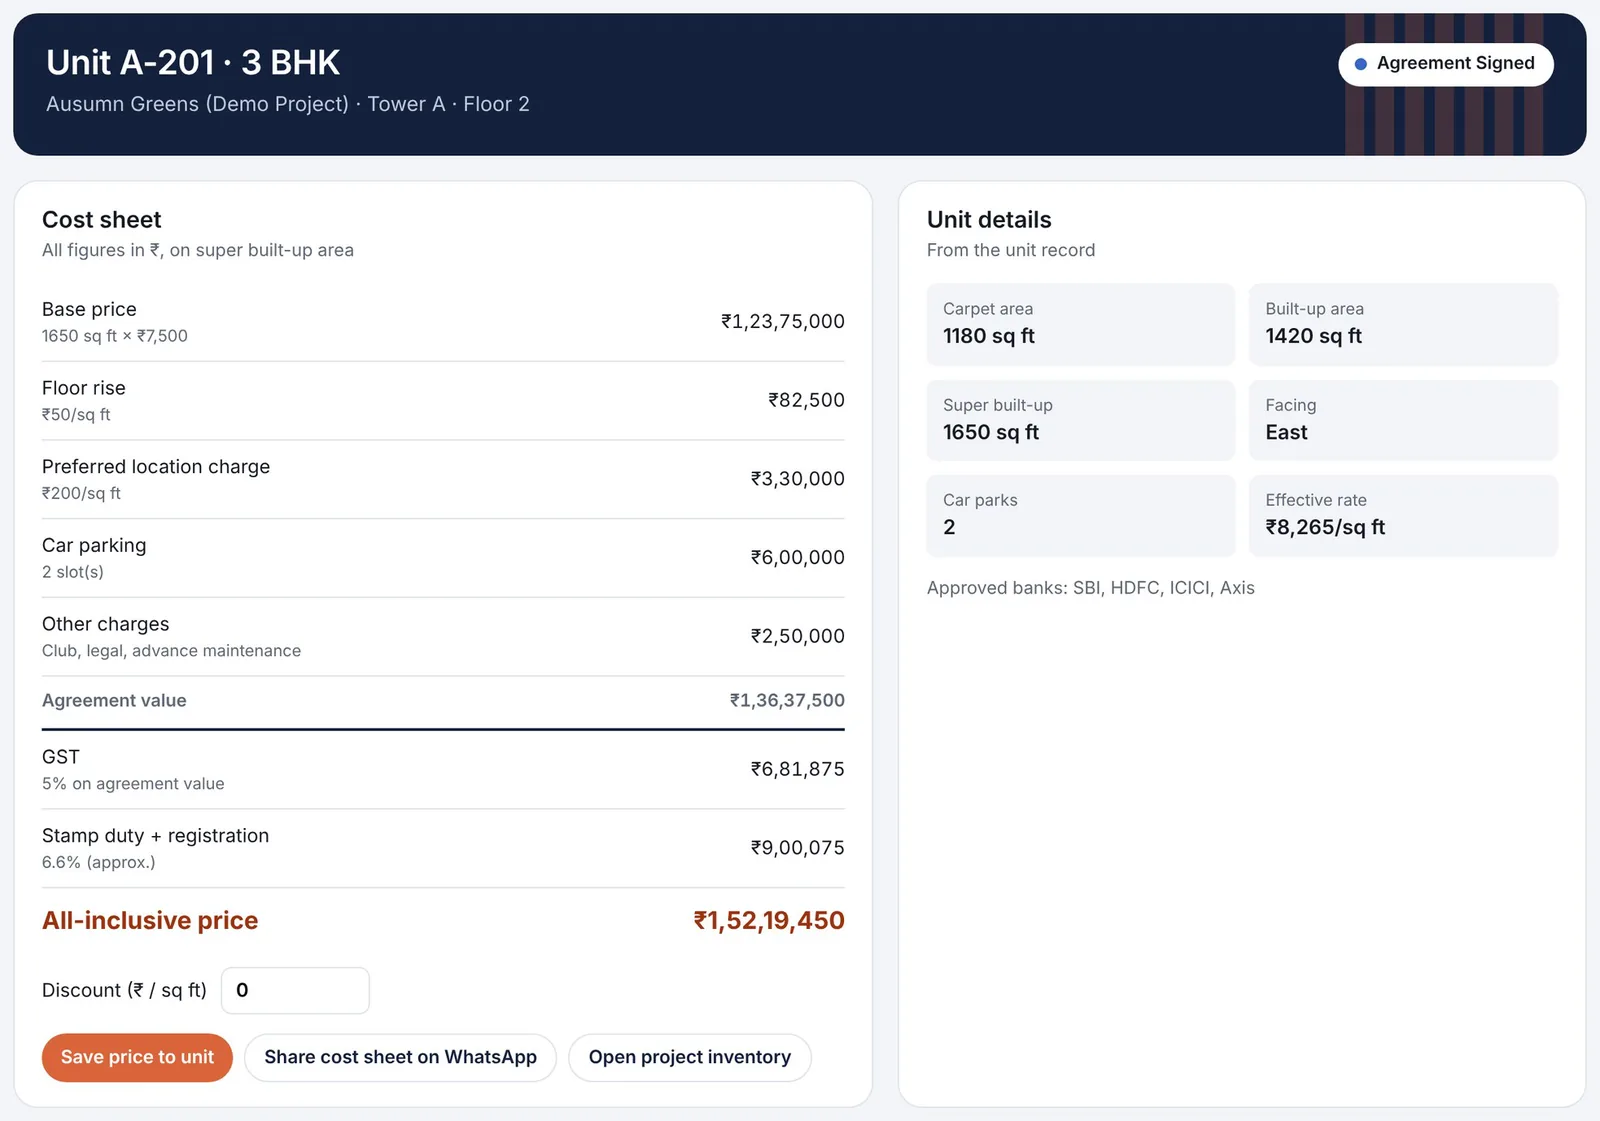 Unit A-201 · 3 BHK
Ausumn Greens (Demo Project) · Tower A · Floor 2
Agreement Signed
Cost sheet
All figures in ₹, on super built-up area
Base price
1650 sq ft × ₹7,500
₹1,23,75,000
Floor rise
₹50/sq ft
₹82,500
Preferred location charge
₹200/sq ft
₹3,30,000
Car parking
2 slot(s)
₹6,00,000
Other charges
Club, legal, advance maintenance
₹2,50,000
Agreement value
₹1,36,37,500
GST
5% on agreement value
₹6,81,875
Stamp duty + registration
6.6% (approx.)
₹9,00,075
All-inclusive price
₹1,52,19,450
Discount (₹ / sq ft)
0
Save price to unit
Share cost sheet on WhatsApp
Open project inventory
Unit details
From the unit record
Carpet area
1180 sq ft
Built-up area
1420 sq ft
Super built-up
1650 sq ft
Facing
East
Car parks
2
Effective rate
₹8,265/sq ft
Approved banks: SBI, HDFC, ICICI, Axis